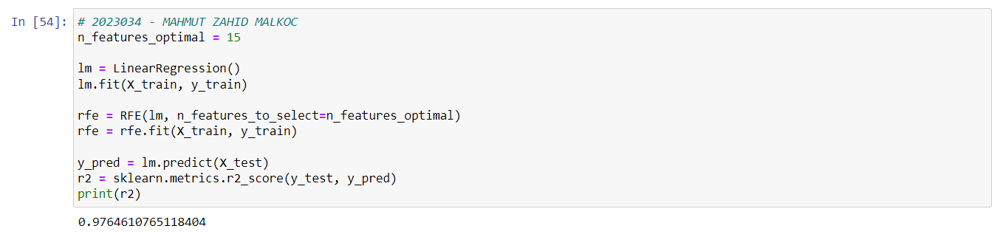 In [54]: # 2023034 - MAHMUT ZAHID MALKOC
n_features_optimal = 15
lm = LinearRegression()
lm.fit(X_train, y_train)
rfe = RFE(lm, n_features_to_select=n_features_optimal)
rfe = rfe.fit(X_train, y_train)
y_pred = lm.predict(X_test)
r2 = sklearn.metrics.r2_score(y_test, y_pred)
print(r2)
0.9764610765118404